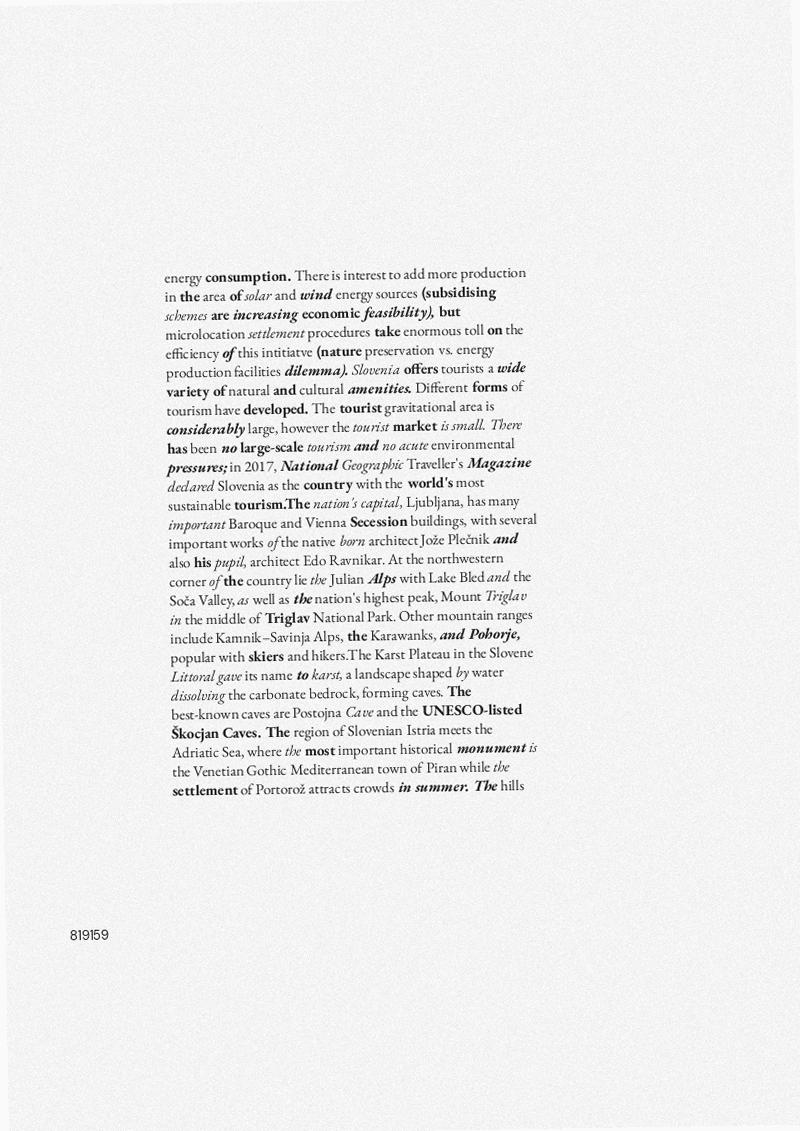 energy consumption. There is interest to add more production
in the area of solar and wind energy sources (subsidising
schemes are increasing economic feasibility), but
microlocation settlement procedures take enormous toll on the
efficiency of this intitiatve (nature preservation vs. energy
production facilities dilemma). Slovenia offers tourists a wide
variety of natural and cultural amenities. Different forms of
tourism have developed. The tourist gravitational area is
considerably large, however the tourist market is small. There
has been no large-scale tourism and no acute environmental
pressures; in 2017, National Geographic Traveller's Magazine
declared Slovenia as the country with the world's most
sustainable tourism.The nation's capital, Ljubljana, has many
important Baroque and Vienna Secession buildings, with several
important works of the native born architect Jože Plečnik and
also his pupil, architect Edo Ravnikar. At the northwestern
corner of the country lie the Julian Alps with Lake Bled and the
Soča Valley, as well as the nation's highest peak, Mount Triglav
in the middle of Triglav National Park. Other mountain ranges
include Kamnik–Savinja Alps, the Karawanks, and Pohorje,
popular with skiers and hikers.The Karst Plateau in the Slovene
Littoral gave its name to karst, a landscape shaped by water
dissolving the carbonate bedrock, forming caves. The
best-known caves are Postojna Cave and the UNESCO-listed
Škocjan Caves. The region of Slovenian Istria meets the
Adriatic Sea, where the most important historical monument is
the Venetian Gothic Mediterranean town of Piran while the
settlement of Portorož attracts crowds in summer. The hills
819159